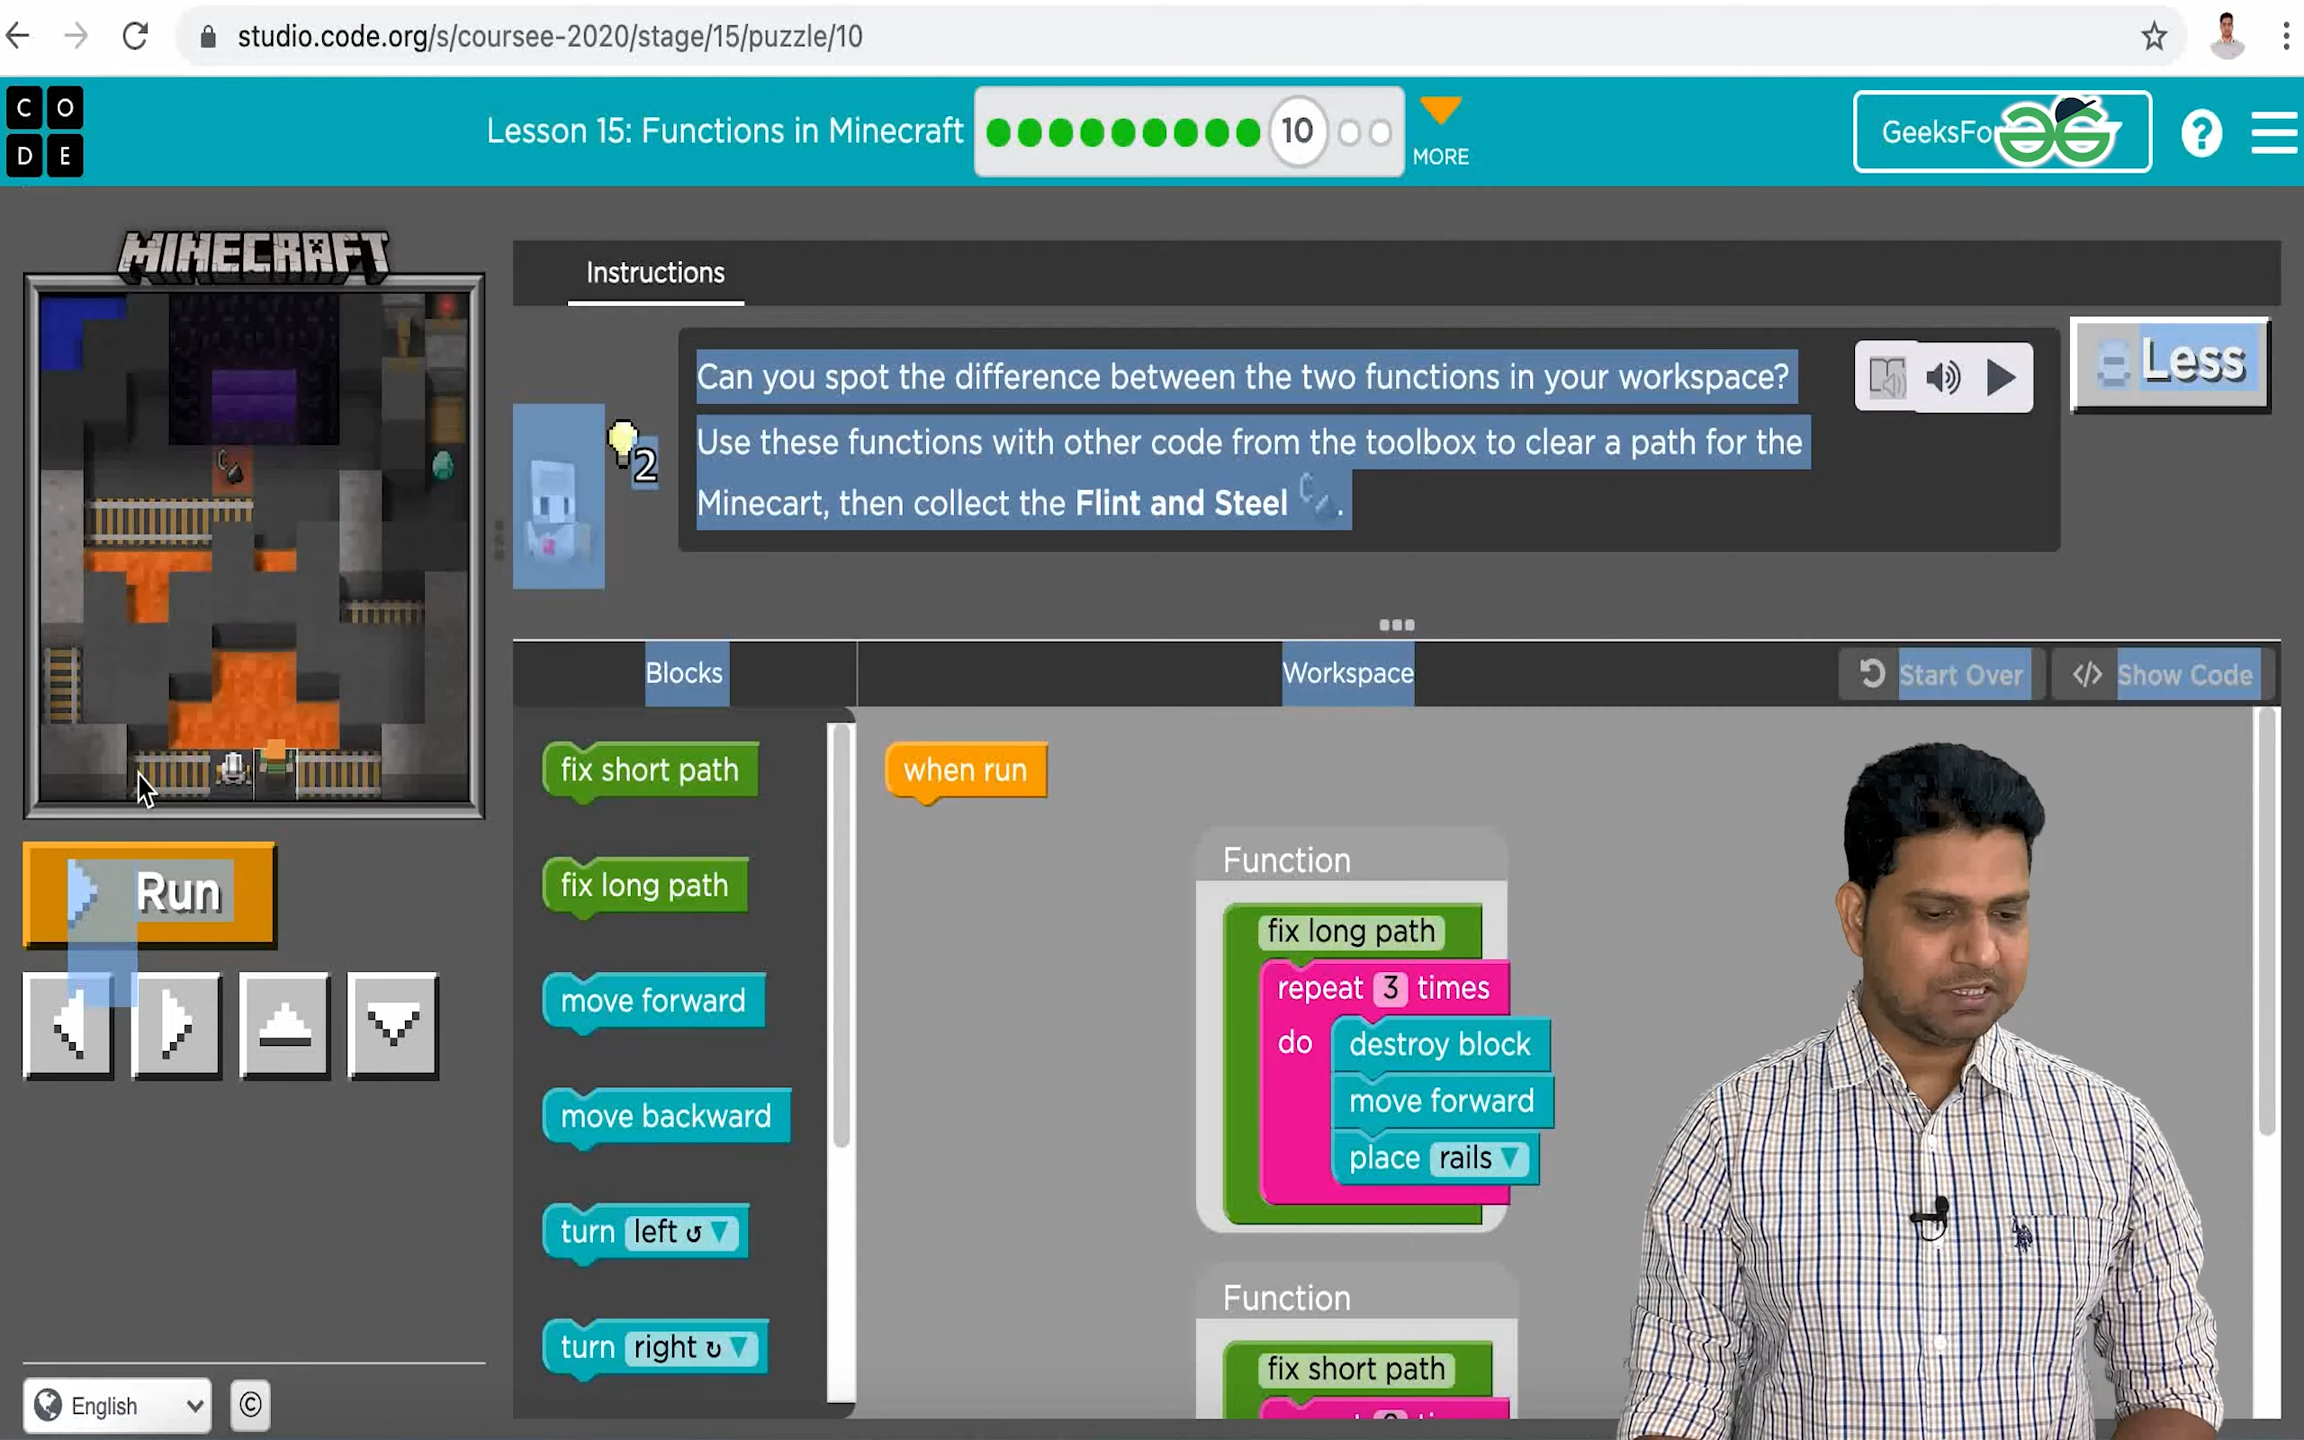 studio.code.org/s/coursee-2020/stage/15/puzzle/10
C O
D E
Lesson 15: Functions in Minecraft
10
MORE
GeeksFo
?
MINECRAFT
Instructions
Can you spot the difference between the two functions in your workspace?
Use these functions with other code from the toolbox to clear a path for the
Minecart, then collect the Flint and Steel .
2
Less
Blocks
Workspace
Start Over
</> Show Code
fix short path
fix long path
move forward
move backward
turn left ↺
turn right ↻
when run
Function
fix long path
repeat 3 times
do
destroy block
move forward
place rails
Function
fix short path
Run
English
©